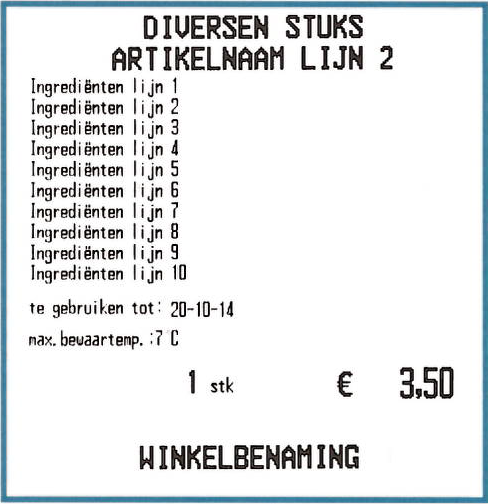 DIVERSEN STUKS
ARTIKELNAAM LIJN 2
Ingrediënten lijn 1
Ingrediënten lijn 2
Ingrediënten lijn 3
Ingrediënten lijn 4
Ingrediënten lijn 5
Ingrediënten lijn 6
Ingrediënten lijn 7
Ingrediënten lijn 8
Ingrediënten lijn 9
Ingrediënten lijn 10
te gebruiken tot: 20-10-14
max.bewaartemp.:7°C
1 stk € 3,50
WINKELBENAMING